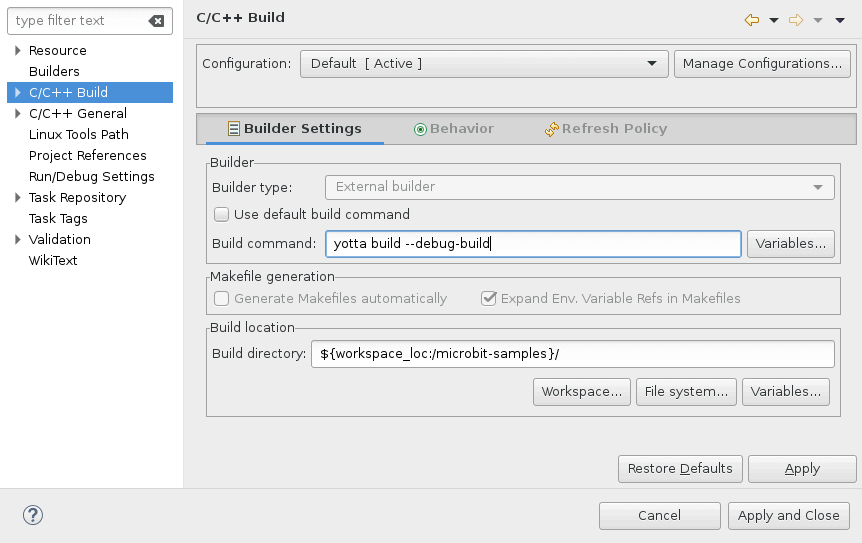 type filter text
Resource
Builders
C/C++ Build
C/C++ General
Linux Tools Path
Project References
Run/Debug Settings
Task Repository
Task Tags
Validation
WikiText
C/C++ Build
Configuration: Default [ Active ] Manage Configurations...
Builder Settings Behavior Refresh Policy
Builder
Builder type: External builder
Use default build command
Build command: yotta build --debug-build Variables...
Makefile generation
Generate Makefiles automatically Expand Env. Variable Refs in Makefiles
Build location
Build directory: ${workspace_loc:/microbit-samples}/
Workspace... File system... Variables...
Restore Defaults Apply
? Cancel Apply and Close